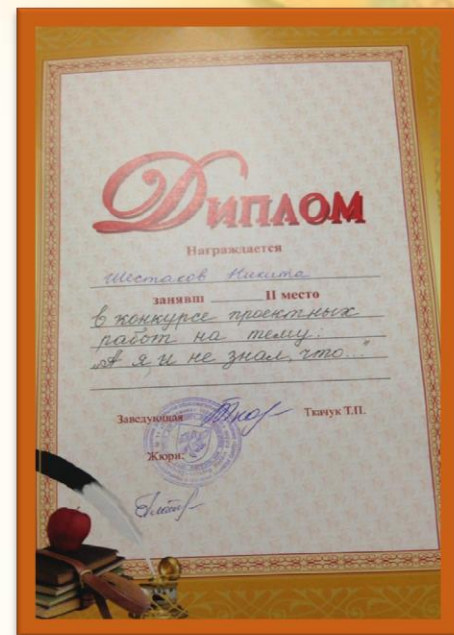 Диплом
Награждается
Шестаков Никита
занявш II место
в конкурсе проектных
работ на тему:
„А я и не знал, что..."
Заведующая Ткачук Т.П.
Жюри: